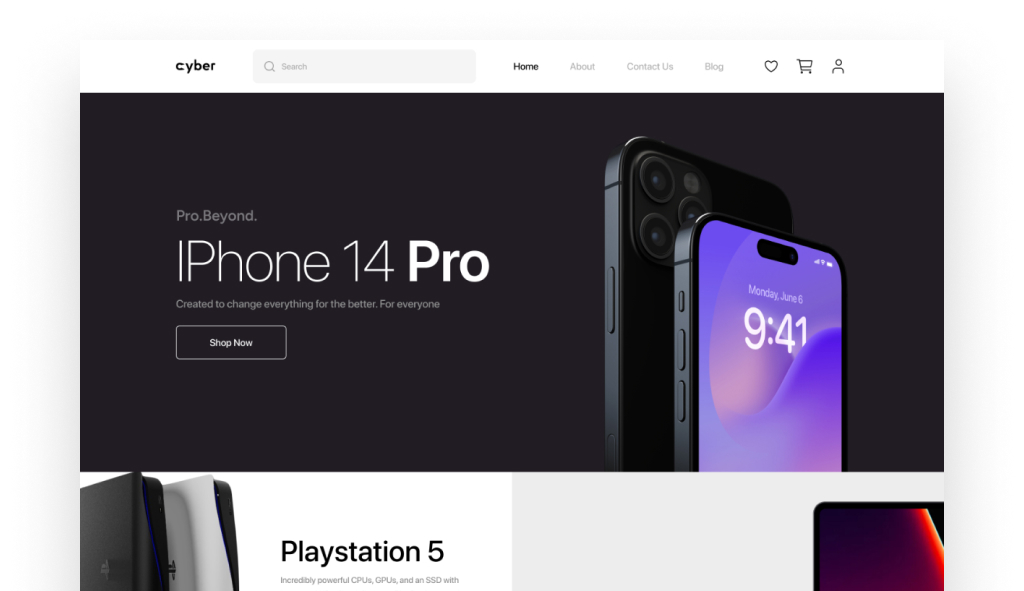 cyber
Search
Home
About
Contact Us
Blog
Pro.Beyond.
IPhone 14 Pro
Created to change everything for the better. For everyone
Shop Now
Monday, June 6
9:41
Playstation 5
Incredibly powerful CPUs, GPUs, and an SSD with